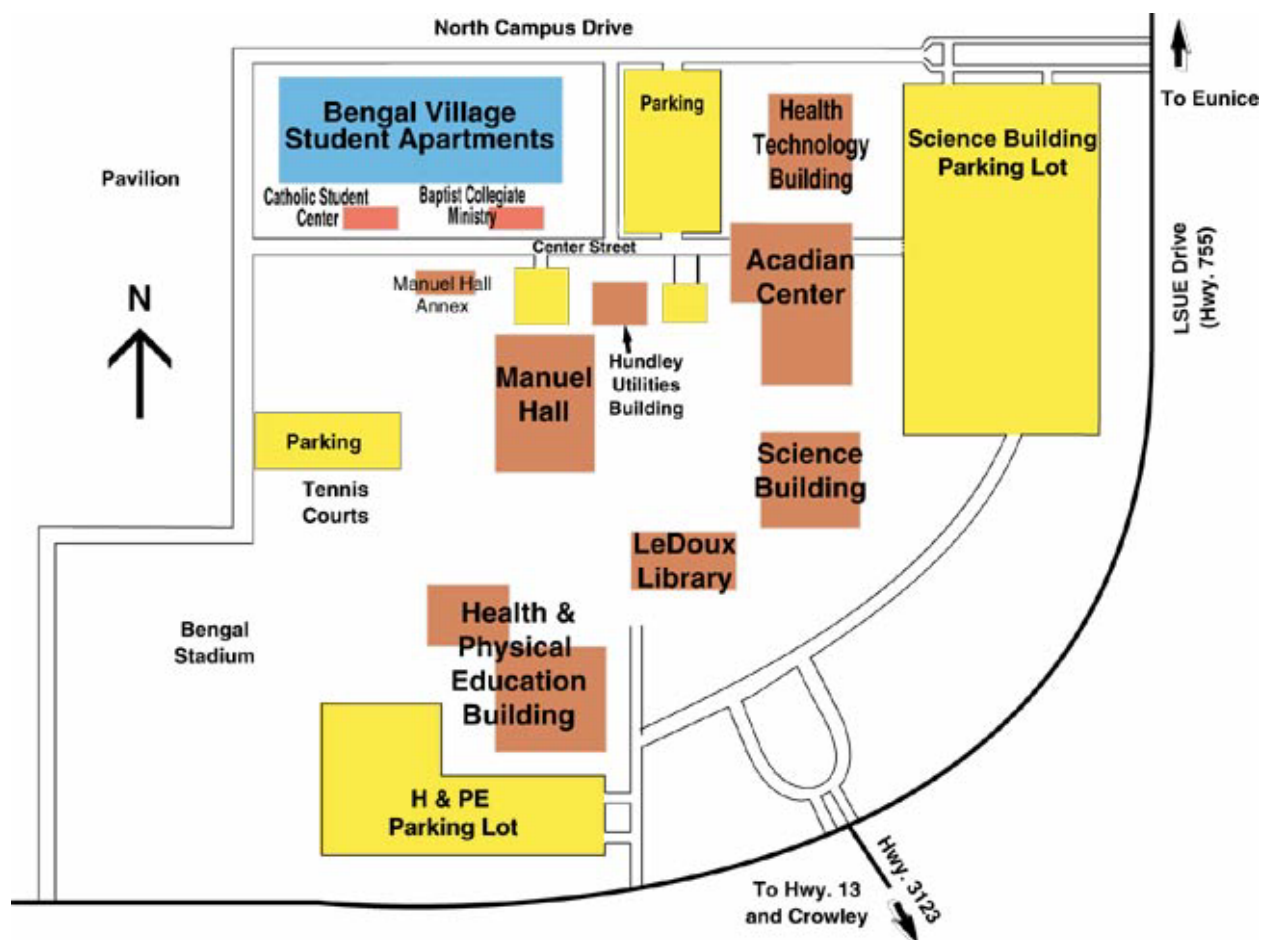 North Campus Drive
To Eunice
Bengal Village
Student Apartments
Parking
Health
Technology
Building
Science Building
Parking Lot
Pavilion
Catholic Student
Center
Baptist Collegiate
Ministry
Center Street
LSUE Drive
(Hwy. 755)
N
Manuel Hall
Annex
Acadian
Center
Hundley
Utilities
Building
Manuel
Hall
Parking
Tennis
Courts
Science
Building
LeDoux
Library
Bengal
Stadium
Health &
Physical
Education
Building
H & PE
Parking Lot
Hwy. 3123
To Hwy. 13
and Crowley